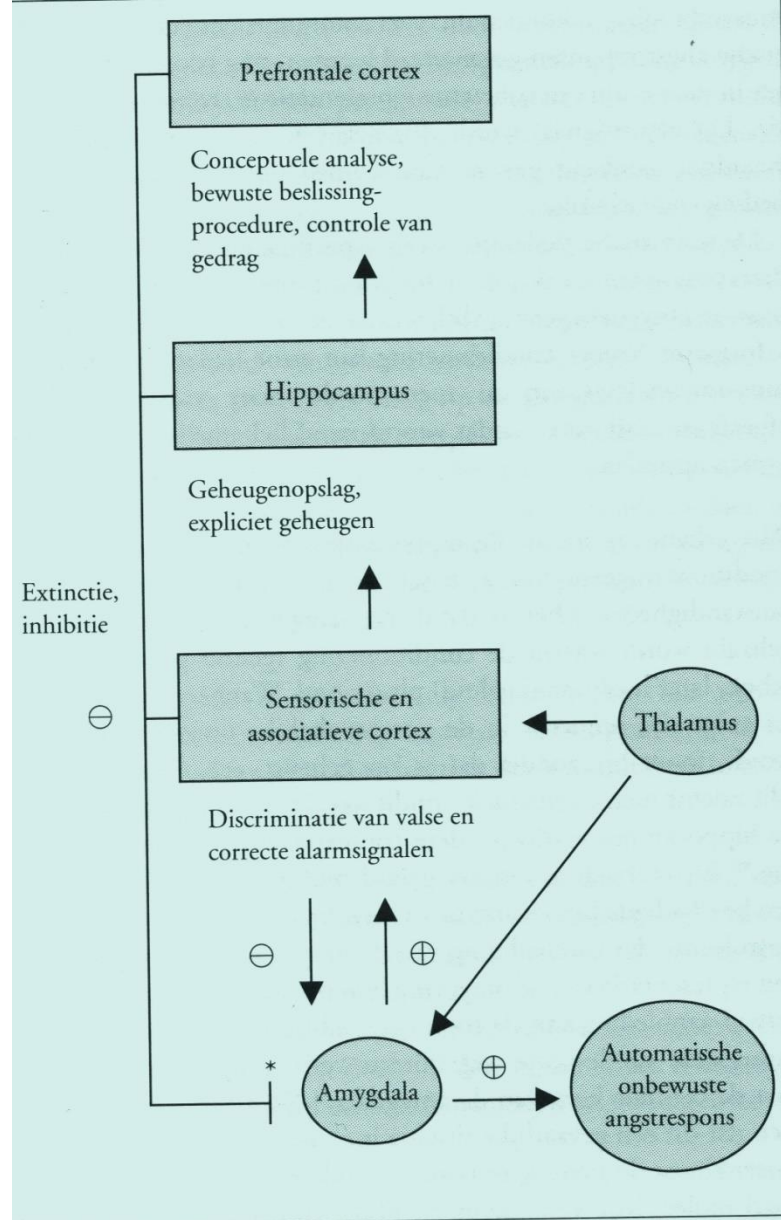 Prefrontale cortex
Conceptuele analyse,
bewuste beslissing-
procedure, controle van
gedrag
Hippocampus
Geheugenopslag,
expliciet geheugen
Extinctie,
inhibitie
⊖
Sensorische en
associatieve cortex
Thalamus
Discriminatie van valse en
correcte alarmsignalen
⊖
⊕
*
Amygdala
⊕
Automatische
onbewuste
angstrespons